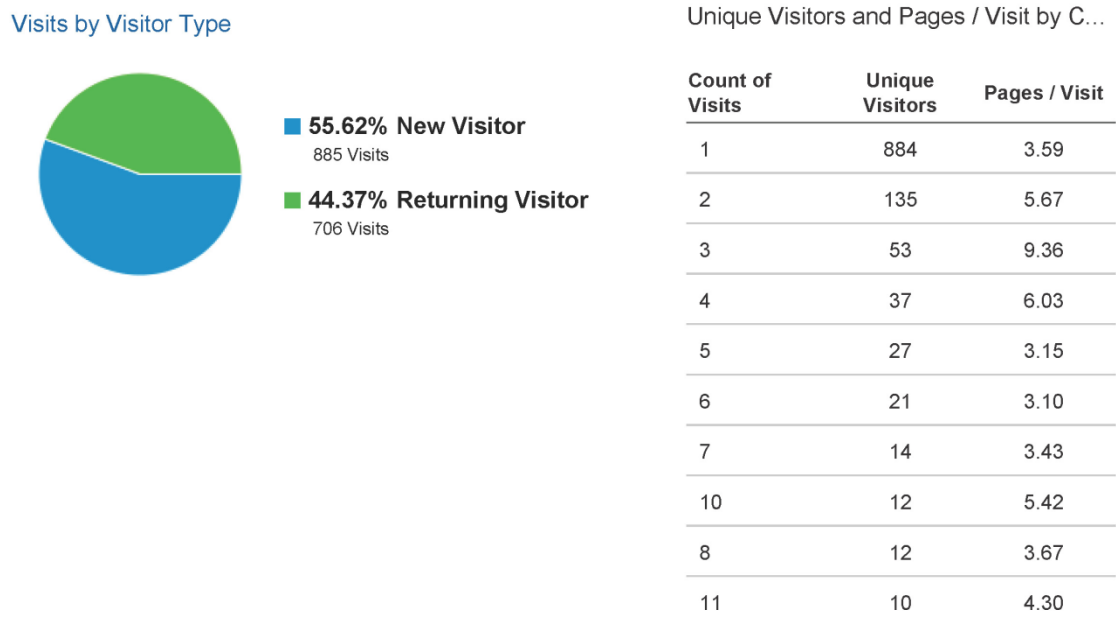 Visits by Visitor Type
55.62% New Visitor
885 Visits
44.37% Returning Visitor
706 Visits
Unique Visitors and Pages / Visit by C...
Count of Visits Unique Visitors Pages / Visit
1 884 3.59
2 135 5.67
3 53 9.36
4 37 6.03
5 27 3.15
6 21 3.10
7 14 3.43
10 12 5.42
8 12 3.67
11 10 4.30